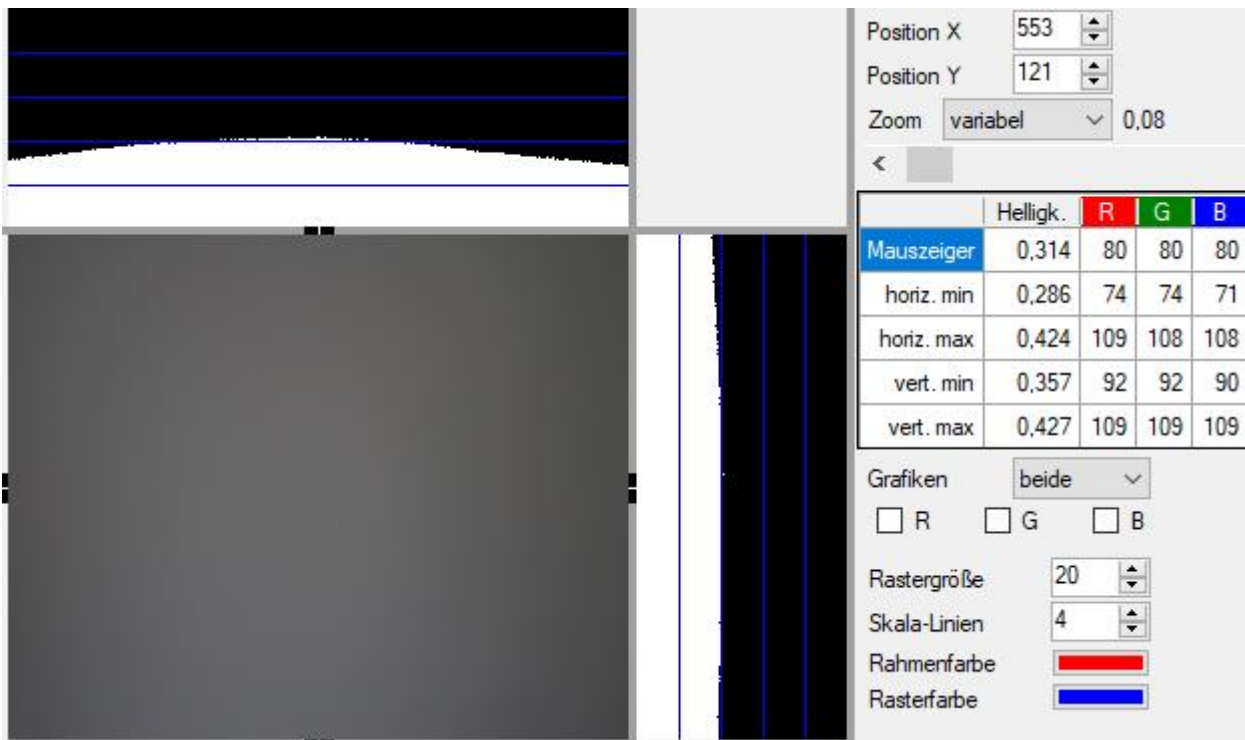 Position X 553
Position Y 121
Zoom variabel 0,08
<
Helligk. R G B
Mauszeiger 0,314 80 80 80
horiz. min 0,286 74 74 71
horiz. max 0,424 109 108 108
vert. min 0,357 92 92 90
vert. max 0,427 109 109 109
Grafiken beide
R G B
Rastergröße 20
Skala-Linien 4
Rahmenfarbe
Rasterfarbe